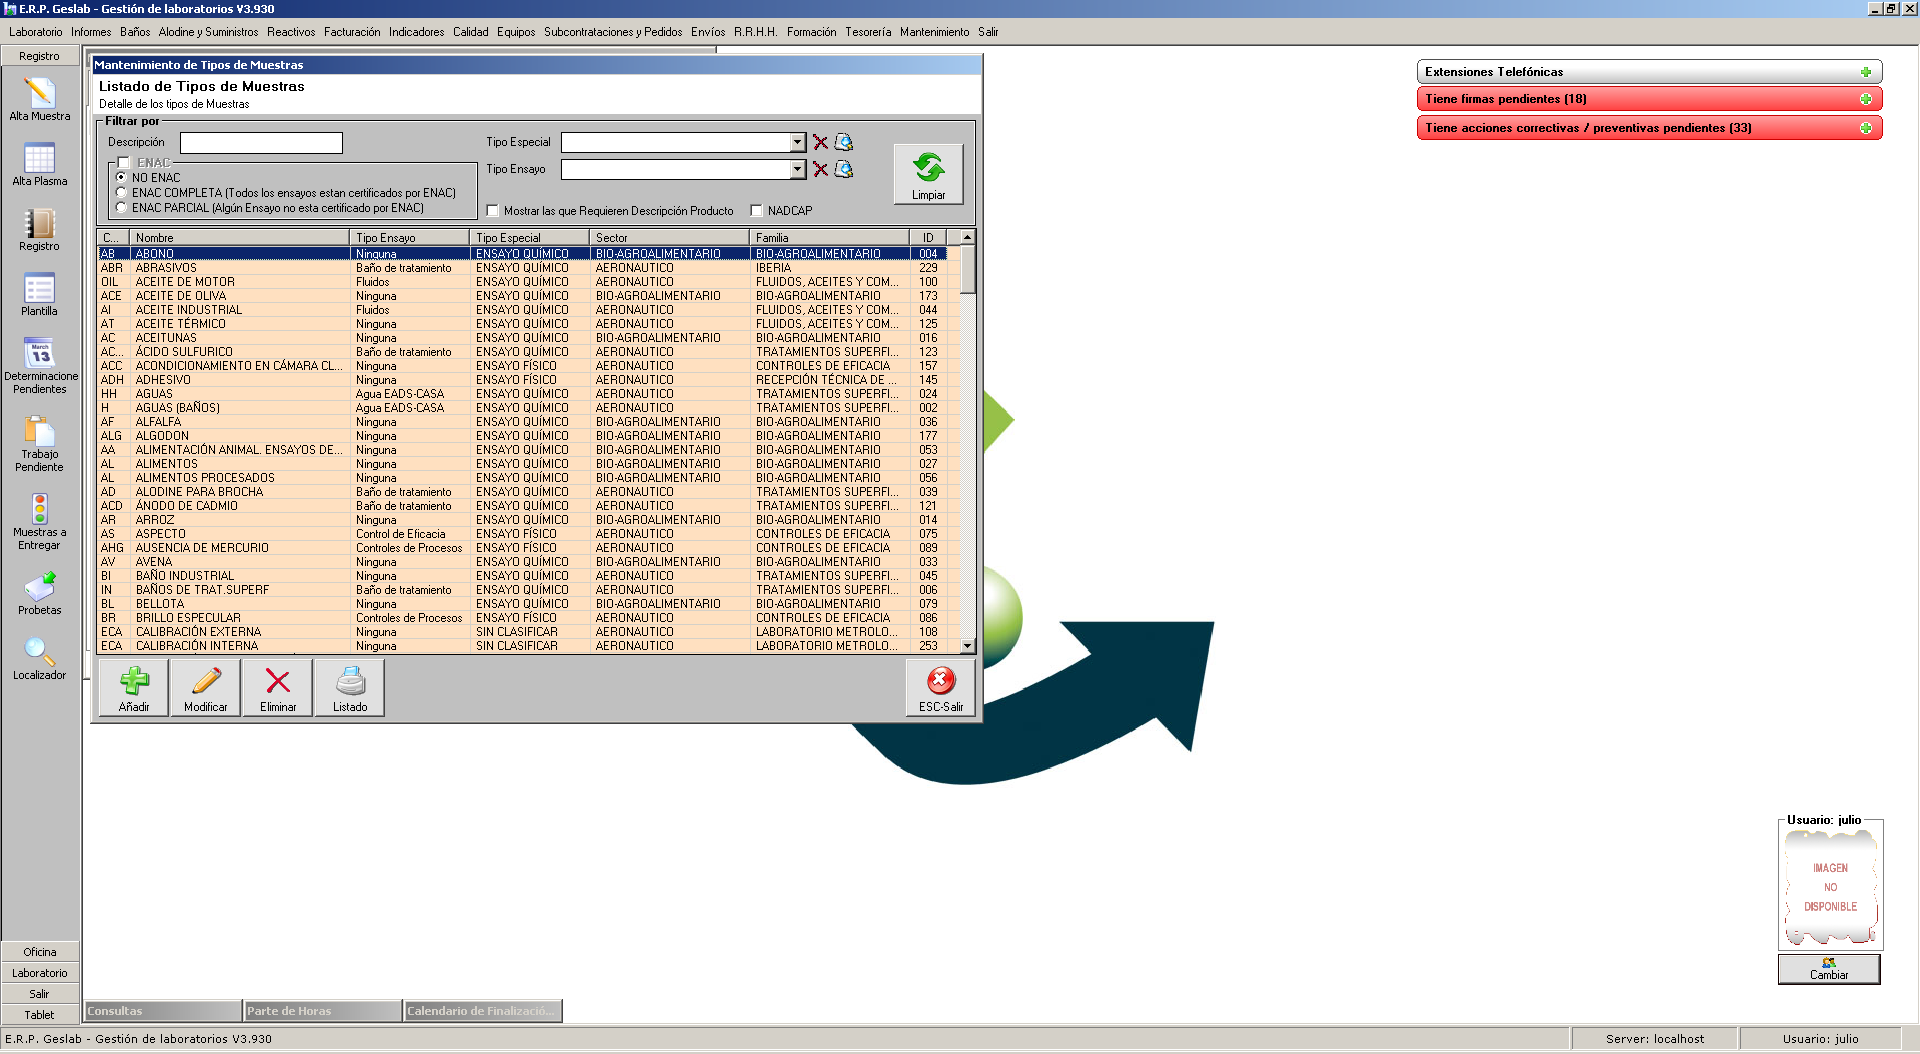 E.R.P. Geslab - Gestión de laboratorios V3.930
Laboratorio Informes Baños Alodine y Suministros Reactivos Facturación Indicadores Calidad Equipos Subcontrataciones y Pedidos Envíos R.R.H.H. Formación Tesorería Mantenimiento Salir
Registro
Alta Muestra
Alta Plasma
Registro
Plantilla
March
13
Determinacione
Pendientes
Trabajo
Pendiente
Muestras a
Entregar
Probetas
Localizador
Oficina
Laboratorio
Salir
Tablet
Mantenimiento de Tipos de Muestras
Listado de Tipos de Muestras
Detalle de los tipos de Muestras
Filtrar por
Descripción
ENAC
NO ENAC
ENAC COMPLETA (Todos los ensayos estan certificados por ENAC)
ENAC PARCIAL (Algún Ensayo no esta certificado por ENAC)
Tipo Especial
Tipo Ensayo
Mostrar las que Requieren Descripción Producto NADCAP
Limpiar
C... Nombre Tipo Ensayo Tipo Especial Sector Familia ID
AB ABONO Ninguna ENSAYO QUÍMICO BIO-AGROALIMENTARIO BIO-AGROALIMENTARIO 004
ABR ABRASIVOS Baño de tratamiento ENSAYO QUÍMICO AERONAUTICO IBERIA 229
OIL ACEITE DE MOTOR Fluidos ENSAYO QUÍMICO AERONAUTICO FLUIDOS, ACEITES Y COM... 100
ACE ACEITE DE OLIVA Ninguna ENSAYO QUÍMICO BIO-AGROALIMENTARIO BIO-AGROALIMENTARIO 173
AI ACEITE INDUSTRIAL Fluidos ENSAYO QUÍMICO AERONAUTICO FLUIDOS, ACEITES Y COM... 044
AT ACEITE TÉRMICO Ninguna ENSAYO QUÍMICO AERONAUTICO FLUIDOS, ACEITES Y COM... 125
AC ACEITUNAS Ninguna ENSAYO QUÍMICO BIO-AGROALIMENTARIO BIO-AGROALIMENTARIO 016
AC... ÁCIDO SULFURICO Baño de tratamiento ENSAYO QUÍMICO AERONAUTICO TRATAMIENTOS SUPERFI... 123
ACC ACONDICIONAMIENTO EN CÁMARA CL... Ninguna ENSAYO FÍSICO AERONAUTICO CONTROLES DE EFICACIA 157
ADH ADHESIVO Ninguna ENSAYO FÍSICO AERONAUTICO RECEPCIÓN TÉCNICA DE ... 145
HH AGUAS Agua EADS-CASA ENSAYO QUÍMICO AERONAUTICO TRATAMIENTOS SUPERFI... 024
H AGUAS (BAÑOS) Agua EADS-CASA ENSAYO QUÍMICO AERONAUTICO TRATAMIENTOS SUPERFI... 002
AF ALFALFA Ninguna ENSAYO QUÍMICO BIO-AGROALIMENTARIO BIO-AGROALIMENTARIO 036
ALG ALGODON Ninguna ENSAYO QUÍMICO BIO-AGROALIMENTARIO BIO-AGROALIMENTARIO 177
AA ALIMENTACIÓN ANIMAL. ENSAYOS DE... Ninguna ENSAYO QUÍMICO BIO-AGROALIMENTARIO BIO-AGROALIMENTARIO 053
AL ALIMENTOS Ninguna ENSAYO QUÍMICO BIO-AGROALIMENTARIO BIO-AGROALIMENTARIO 027
AL ALIMENTOS PROCESADOS Ninguna ENSAYO QUÍMICO BIO-AGROALIMENTARIO BIO-AGROALIMENTARIO 056
AD ALODINE PARA BROCHA Baño de tratamiento ENSAYO QUÍMICO AERONAUTICO TRATAMIENTOS SUPERFI... 039
ACD ÁNODO DE CADMIO Baño de tratamiento ENSAYO QUÍMICO AERONAUTICO TRATAMIENTOS SUPERFI... 121
AR ARROZ Ninguna ENSAYO QUÍMICO BIO-AGROALIMENTARIO BIO-AGROALIMENTARIO 014
AS ASPECTO Control de Eficacia ENSAYO FÍSICO AERONAUTICO CONTROLES DE EFICACIA 075
AHG AUSENCIA DE MERCURIO Controles de Procesos ENSAYO FÍSICO AERONAUTICO CONTROLES DE EFICACIA 089
AV AVENA Ninguna ENSAYO QUÍMICO BIO-AGROALIMENTARIO BIO-AGROALIMENTARIO 033
BI BAÑO INDUSTRIAL Ninguna ENSAYO QUÍMICO AERONAUTICO TRATAMIENTOS SUPERFI... 045
IN BAÑOS DE TRAT.SUPERF Baño de tratamiento ENSAYO QUÍMICO AERONAUTICO TRATAMIENTOS SUPERFI... 006
BL BELLOTA Ninguna ENSAYO QUÍMICO BIO-AGROALIMENTARIO BIO-AGROALIMENTARIO 079
BR BRILLO ESPECULAR Controles de Procesos ENSAYO FÍSICO AERONAUTICO CONTROLES DE EFICACIA 086
ECA CALIBRACIÓN EXTERNA Ninguna SIN CLASIFICAR AERONAUTICO LABORATORIO METROLO... 108
ECA CALIBRACIÓN INTERNA Ninguna SIN CLASIFICAR AERONAUTICO LABORATORIO METROLO... 253
Añadir Modificar Eliminar Listado ESC-Salir
Extensiones Telefónicas
Tiene firmas pendientes (18)
Tiene acciones correctivas / preventivas pendientes (33)
Usuario: julio
IMAGEN
NO
DISPONIBLE
Cambiar
Consultas Parte de Horas Calendario de Finalizació...
E.R.P. Geslab - Gestión de laboratorios V3.930 Server: localhost Usuario: julio